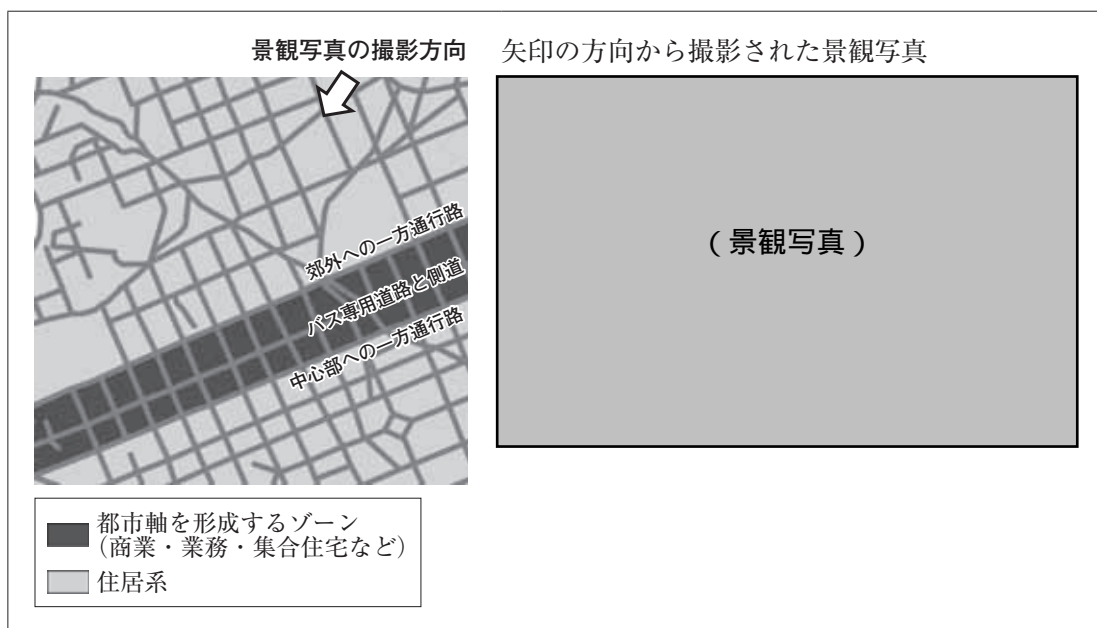 景観写真の撮影方向
矢印の方向から撮影された景観写真
郊外への一方通行路
バス専用道路と側道
中心部への一方通行路
(景観写真)
都市軸を形成するゾーン
(商業・業務・集合住宅など)
住居系